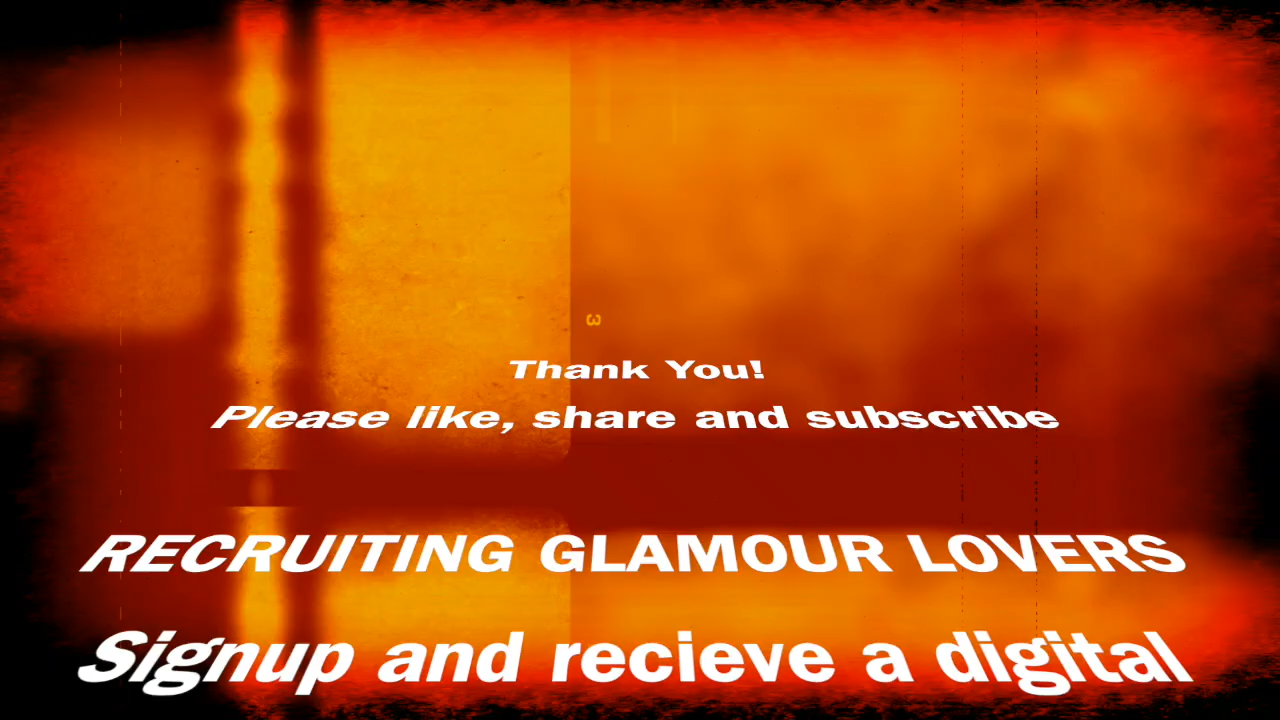 3
Thank You!
Please like, share and subscribe
RECRUITING GLAMOUR LOVERS
Signup and recieve a digital